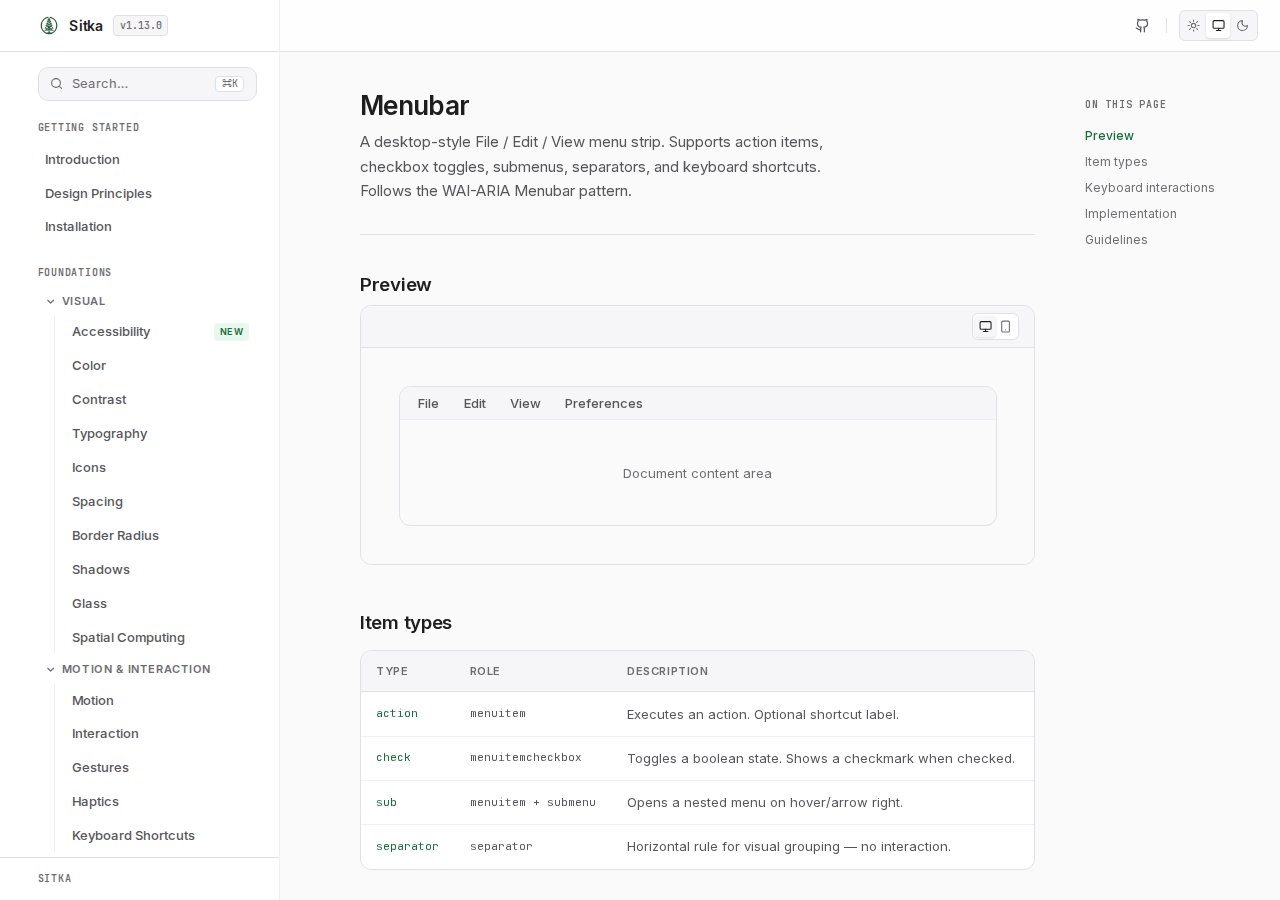 Sitka v1.13.0
Search... ⌘K
GETTING STARTED
Introduction
Design Principles
Installation
FOUNDATIONS
VISUAL
Accessibility NEW
Color
Contrast
Typography
Icons
Spacing
Border Radius
Shadows
Glass
Spatial Computing
MOTION & INTERACTION
Motion
Interaction
Gestures
Haptics
Keyboard Shortcuts
SITKA
Menubar
A desktop-style File / Edit / View menu strip. Supports action items,
checkbox toggles, submenus, separators, and keyboard shortcuts.
Follows the WAI-ARIA Menubar pattern.
Preview
File Edit View Preferences
Document content area
Item types
TYPE ROLE DESCRIPTION
action menuitem Executes an action. Optional shortcut label.
check menuitemcheckbox Toggles a boolean state. Shows a checkmark when checked.
sub menuitem + submenu Opens a nested menu on hover/arrow right.
separator separator Horizontal rule for visual grouping — no interaction.
ON THIS PAGE
Preview
Item types
Keyboard interactions
Implementation
Guidelines